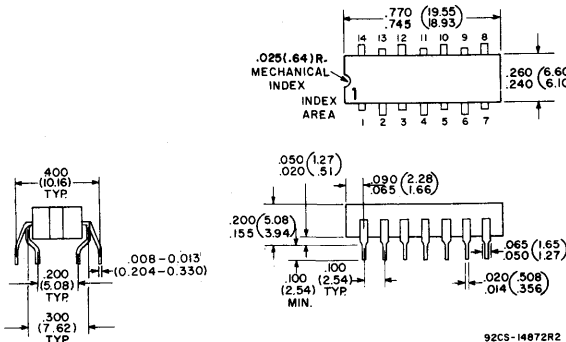 .770 (19.55)
.745 (18.93)
14 13 12 11 10 9 8
.025(.64)R.
MECHANICAL
INDEX
INDEX
AREA
1
.260 (6.60
.240 (6.10
1 2 3 4 5 6 7
.400
(10.16)
TYP.
.008-0.013
(0.204-0.330)
.200
(5.08)
TYP.
.300
(7.62)
TYP.
.050 (1.27)
.020 (.51)
.090 (2.28)
.065 (1.66)
.200 (5.08)
.155 (3.94)
.100
(2.54)
MIN.
.100
(2.54)
TYP.
.065 (1.65)
.050 (1.27)
.020 (.508)
.014 (.356)
92CS-14872R2